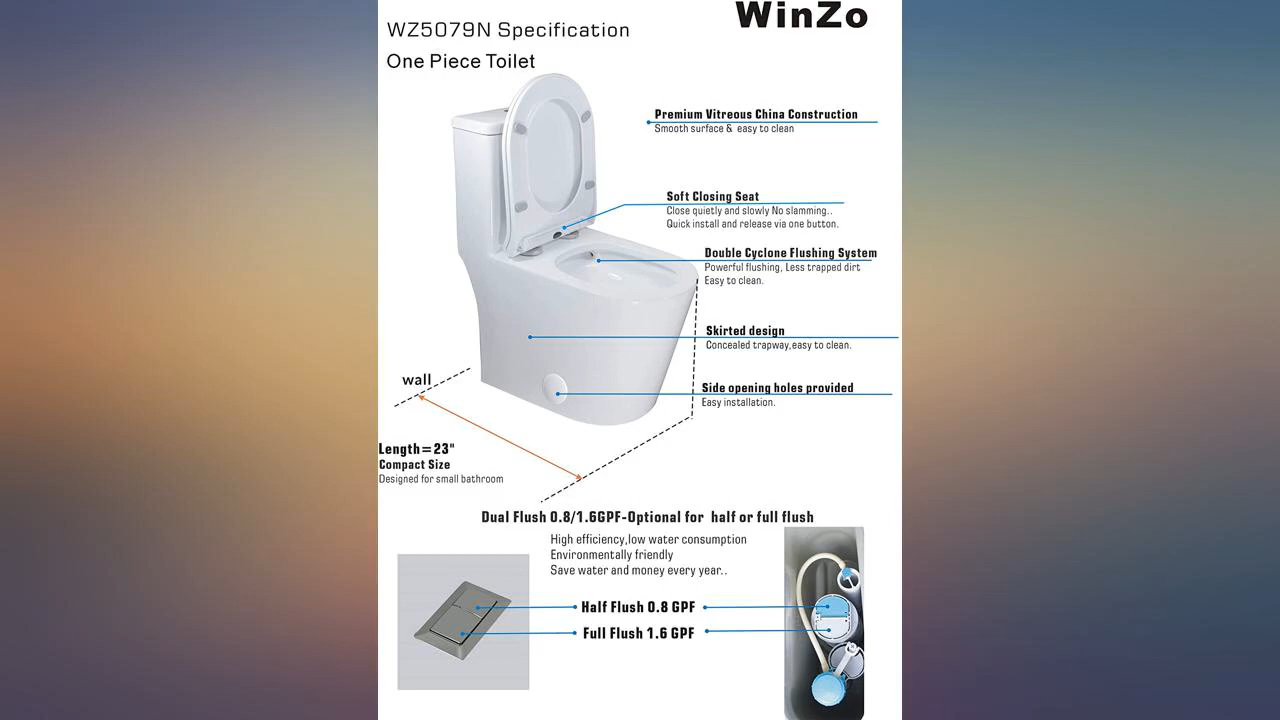 WinZo
WZ5079N Specification
One Piece Toilet
Premium Vitreous China Construction
Smooth surface & easy to clean
Soft Closing Seat
Close quietly and slowly No slamming..
Quick install and release via one button.
Double Cyclone Flushing System
Powerful flushing, Less trapped dirt
Easy to clean.
Skirted design
Concealed trapway,easy to clean.
wall
Side opening holes provided
Easy installation.
Length=23"
Compact Size
Designed for small bathroom
Dual Flush 0.8/1.6GPF-Optional for half or full flush
High efficiency,low water consumption
Environmentally friendly
Save water and money every year..
Half Flush 0.8 GPF
Full Flush 1.6 GPF